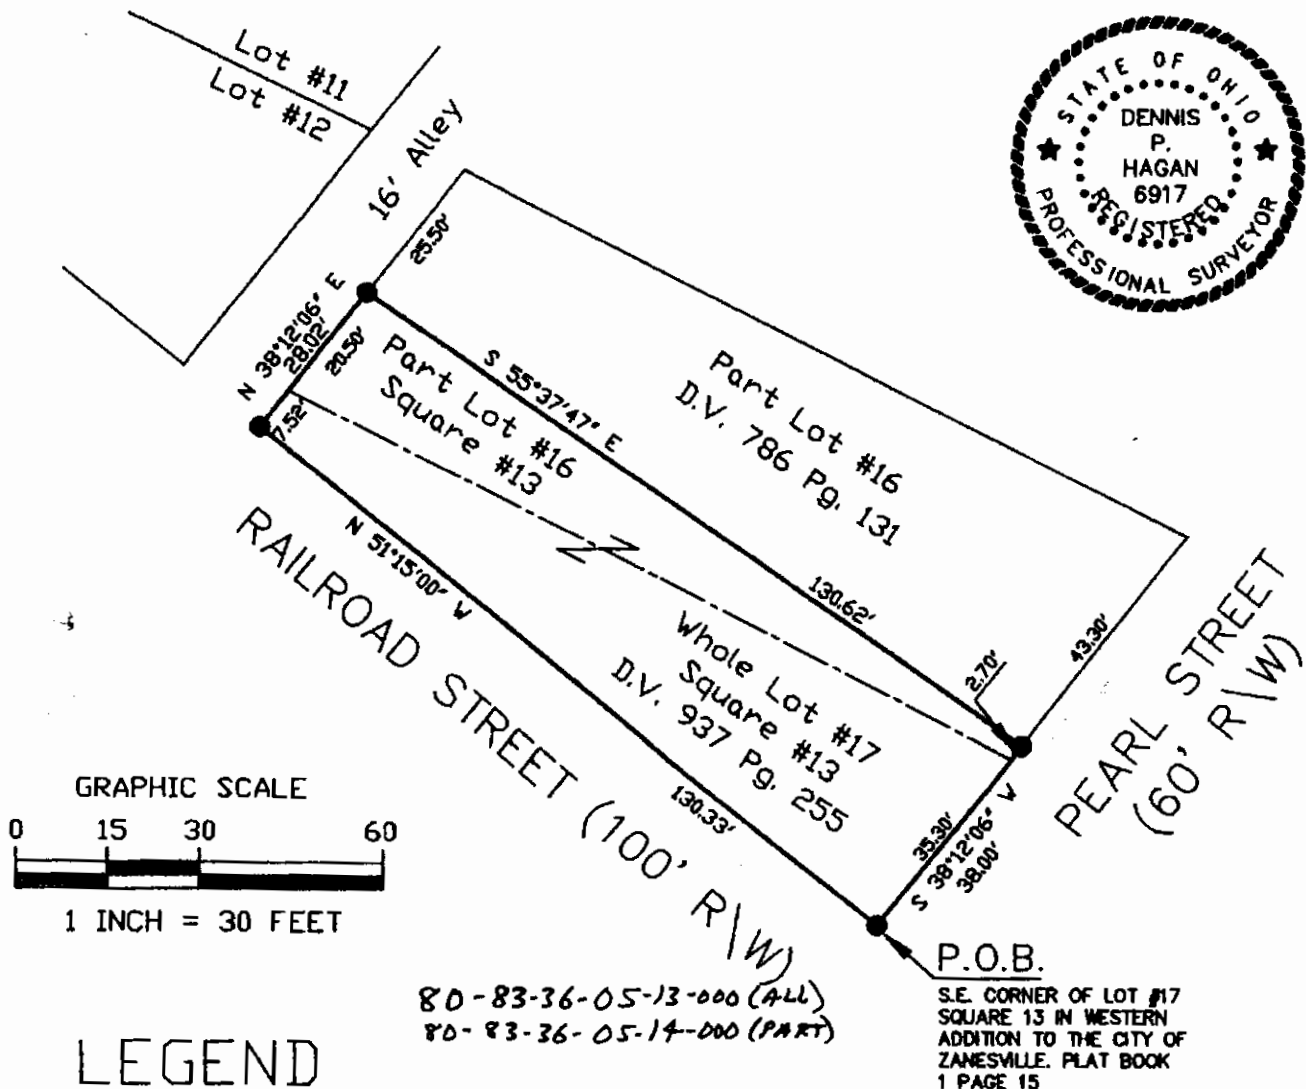 Lot #11
Lot #12
16' Alley
STATE OF OHIO
DENNIS
P.
HAGAN
6917
REGISTERED
PROFESSIONAL SURVEYOR
25.50'
N 38°12'06" E
28.02'
20.50'
7.52'
Part Lot #16
Square #13
S 55°37'47" E
130.62'
Part Lot #16
D.V. 786 Pg. 131
N 51°15'00" W
130.33'
RAILROAD STREET (100' R\W)
Whole Lot #17
Square #13
D.V. 937 Pg. 255
2.70'
43.30'
PEARL STREET
(60' R\W)
35.30'
S 38°12'06" W
38.00'
GRAPHIC SCALE
0 15 30 60
1 INCH = 30 FEET
P.O.B.
S.E. CORNER OF LOT #17
SQUARE 13 IN WESTERN
ADDITION TO THE CITY OF
ZANESVILLE. PLAT BOOK
1 PAGE 15
80-83-36-05-13-000 (ALL)
80-83-36-05-14-000 (PART)
LEGEND